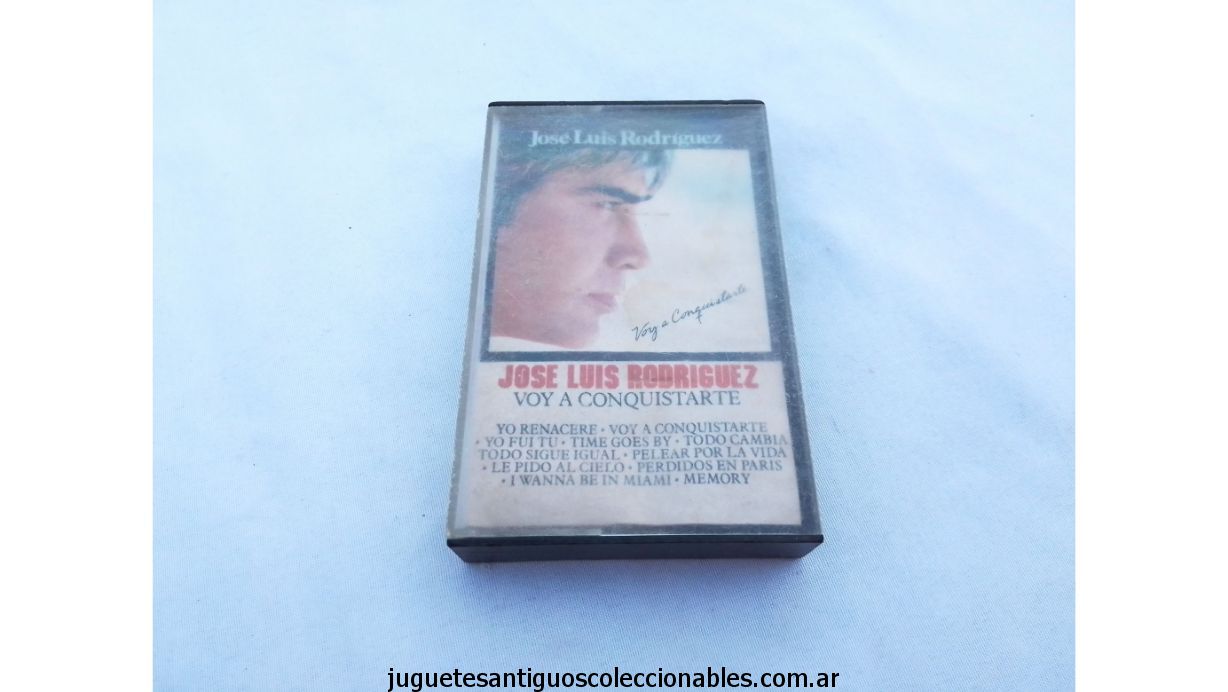 José Luis Rodríguez
Voy a Conquistarte
JOSE LUIS RODRIGUEZ
VOY A CONQUISTARTE
YO RENACERE • VOY A CONQUISTARTE
• YO FUI TU • TIME GOES BY • TODO CAMBIA
TODO SIGUE IGUAL • PELEAR POR LA VIDA
• LE PIDO AL CIELO • PERDIDOS EN PARIS
• I WANNA BE IN MIAMI • MEMORY
juguetesantiguoscoleccionables.com.ar